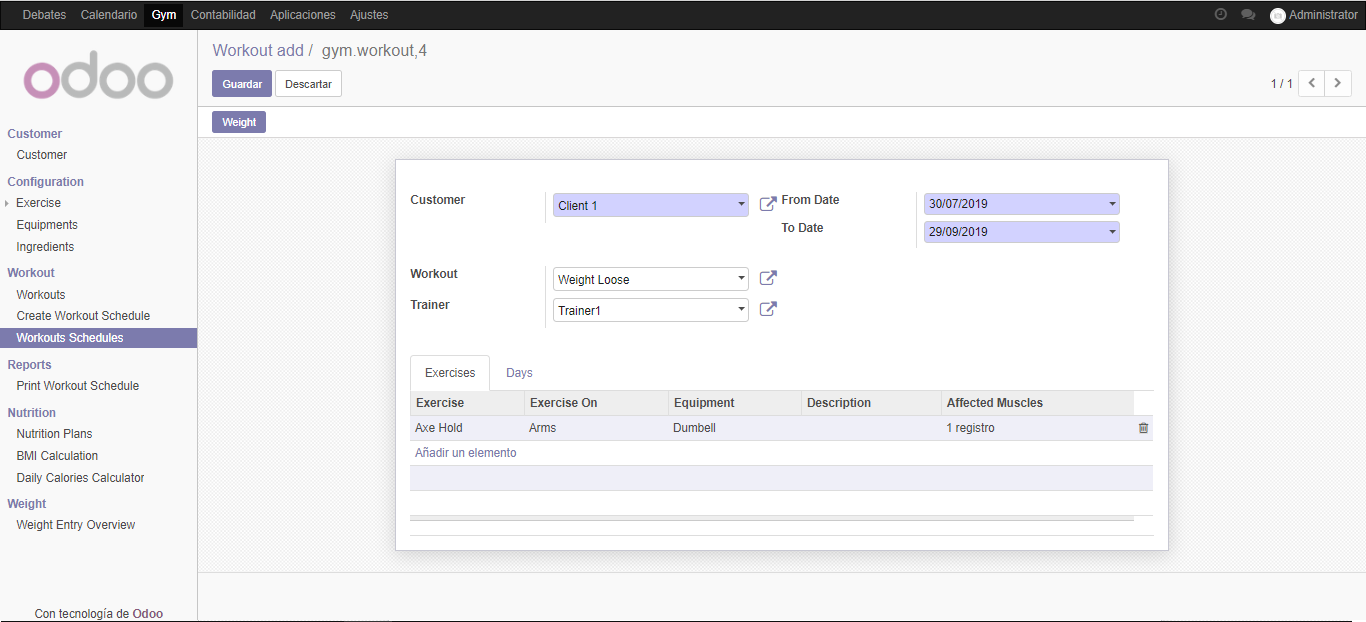 Debates Calendario Gym Contabilidad Aplicaciones Ajustes Administrator
odoo
Customer
Customer
Configuration
Exercise
Equipments
Ingredients
Workout
Workouts
Create Workout Schedule
Workouts Schedules
Reports
Print Workout Schedule
Nutrition
Nutrition Plans
BMI Calculation
Daily Calories Calculator
Weight
Weight Entry Overview
Con tecnología de Odoo
Workout add / gym.workout,4
Guardar Descartar 1 / 1
Weight
Customer Client 1 From Date 30/07/2019
To Date 29/09/2019
Workout Weight Loose
Trainer Trainer1
Exercises Days
Exercise Exercise On Equipment Description Affected Muscles
Axe Hold Arms Dumbell 1 registro
Añadir un elemento